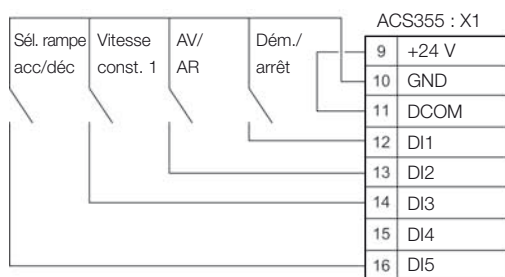 ACS355 : X1
Sél. rampe
acc/déc
Vitesse
const. 1
AV/
AR
Dém./
arrêt
9 +24 V
10 GND
11 DCOM
12 DI1
13 DI2
14 DI3
15 DI4
16 DI5